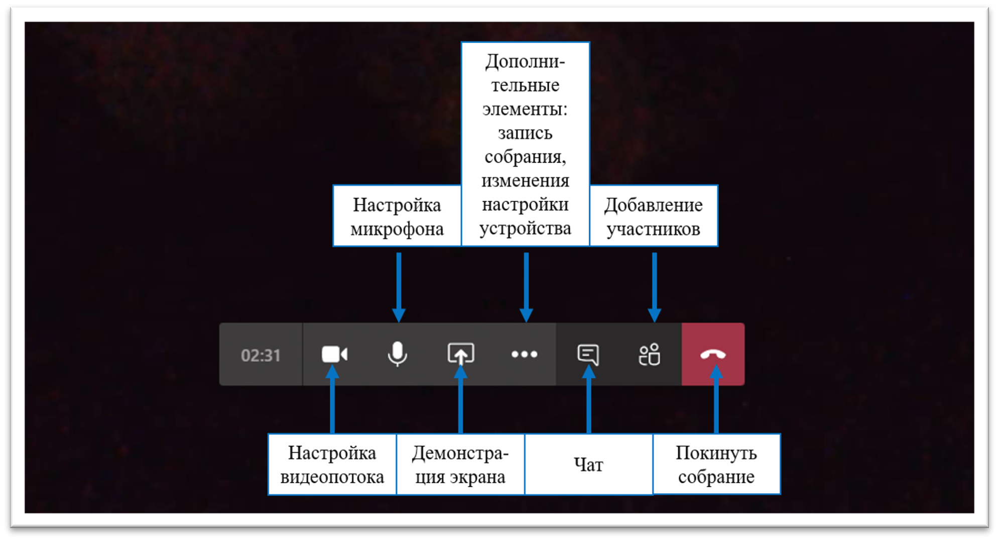 Дополни-
тельные
элементы:
запись
собрания,
изменения
настройки
устройства
Настройка
микрофона
Добавление
участников
02:31
Настройка
видеопотока
Демонстра-
ция экрана
Чат
Покинуть
собрание